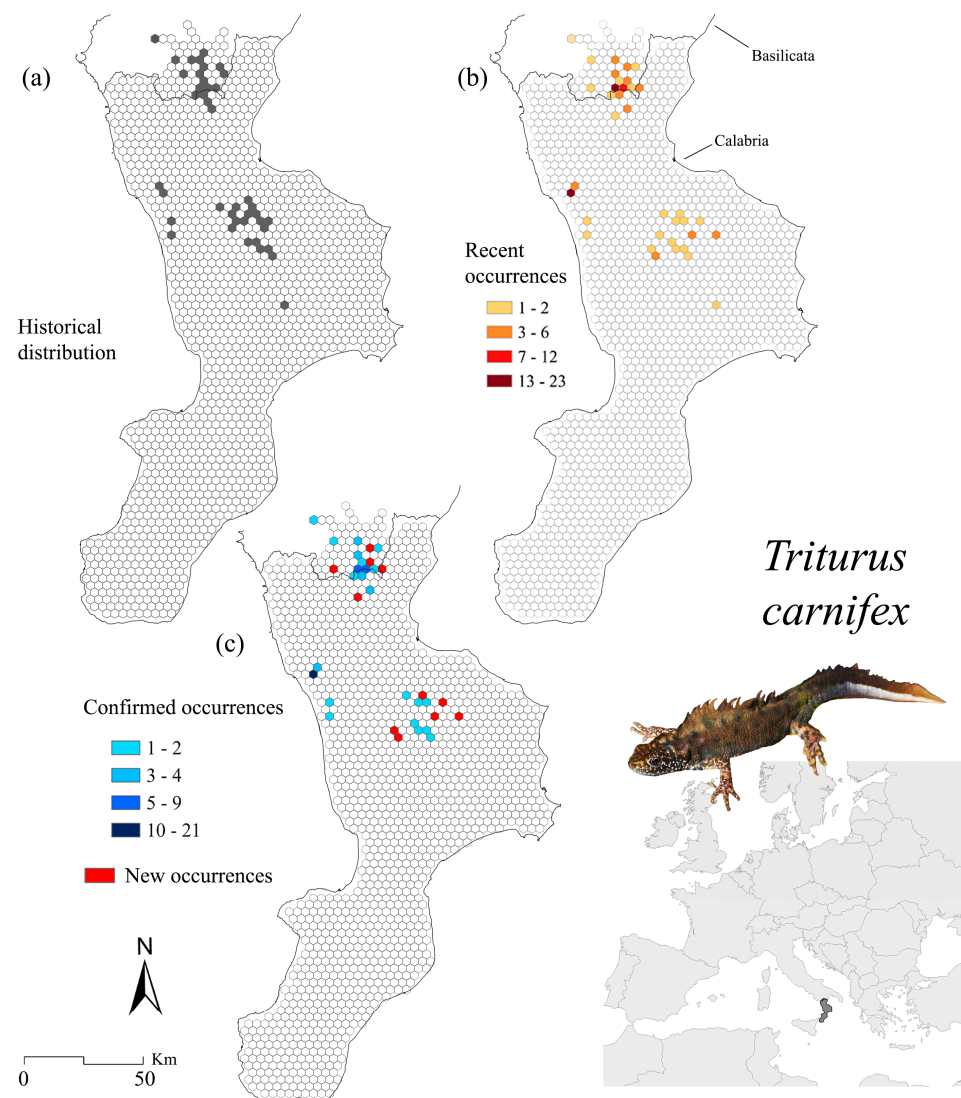 (a)
Historical
distribution
(b)
Basilicata
Calabria
Recent
occurrences
1 - 2
3 - 6
7 - 12
13 - 23
(c)
Confirmed occurrences
1 - 2
3 - 4
5 - 9
10 - 21
New occurrences
N
Km
0 50
Triturus
carnifex